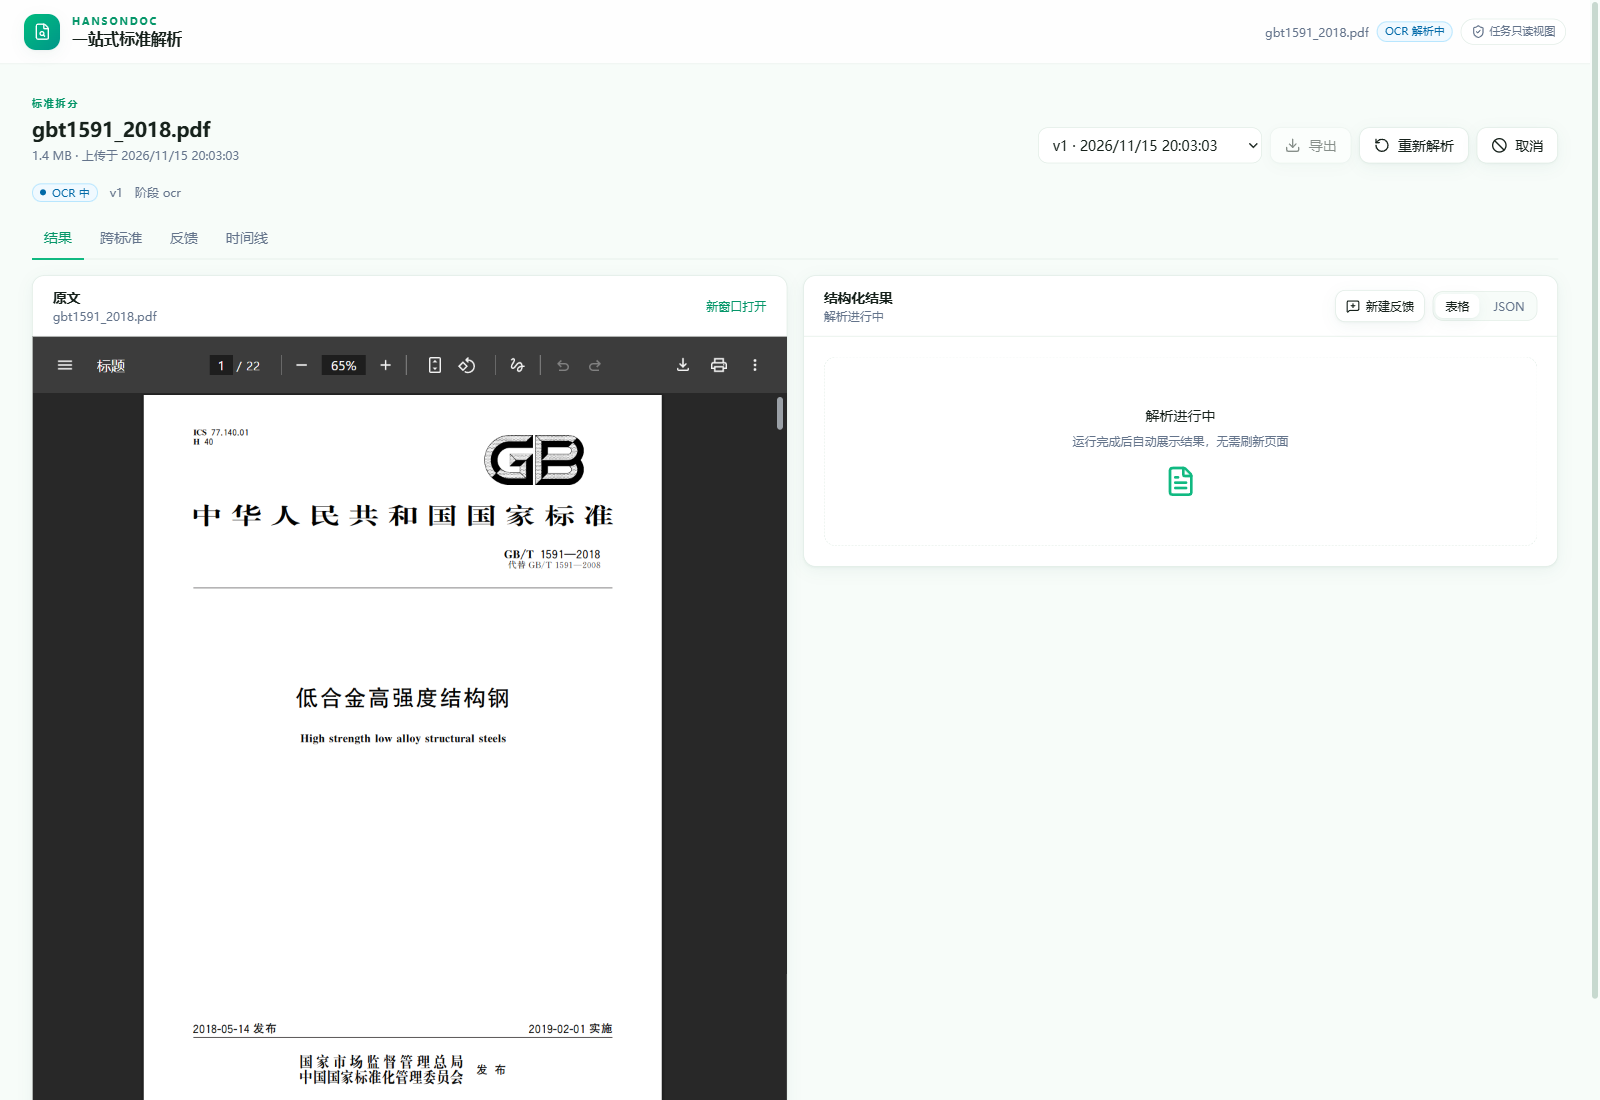 HANSONDOC
一站式标准解析
gbt1591_2018.pdf
OCR 解析中
任务只读视图
标准拆分
gbt1591_2018.pdf
1.4 MB · 上传于 2026/11/15 20:03:03
v1 · 2026/11/15 20:03:03
导出
重新解析
取消
OCR 中
v1
阶段 ocr
结果
跨标准
反馈
时间线
原文
gbt1591_2018.pdf
新窗口打开
标题
1 / 22
65%
ICS 77.140.01
H 40
GB
中华人民共和国国家标准
GB/T 1591—2018
代替 GB/T 1591—2008
低合金高强度结构钢
High strength low alloy structural steels
2018-05-14 发布
2019-02-01 实施
国家市场监督管理总局
中国国家标准化管理委员会
发布
结构化结果
解析进行中
新建反馈
表格
JSON
解析进行中
运行完成后自动展示结果，无需刷新页面